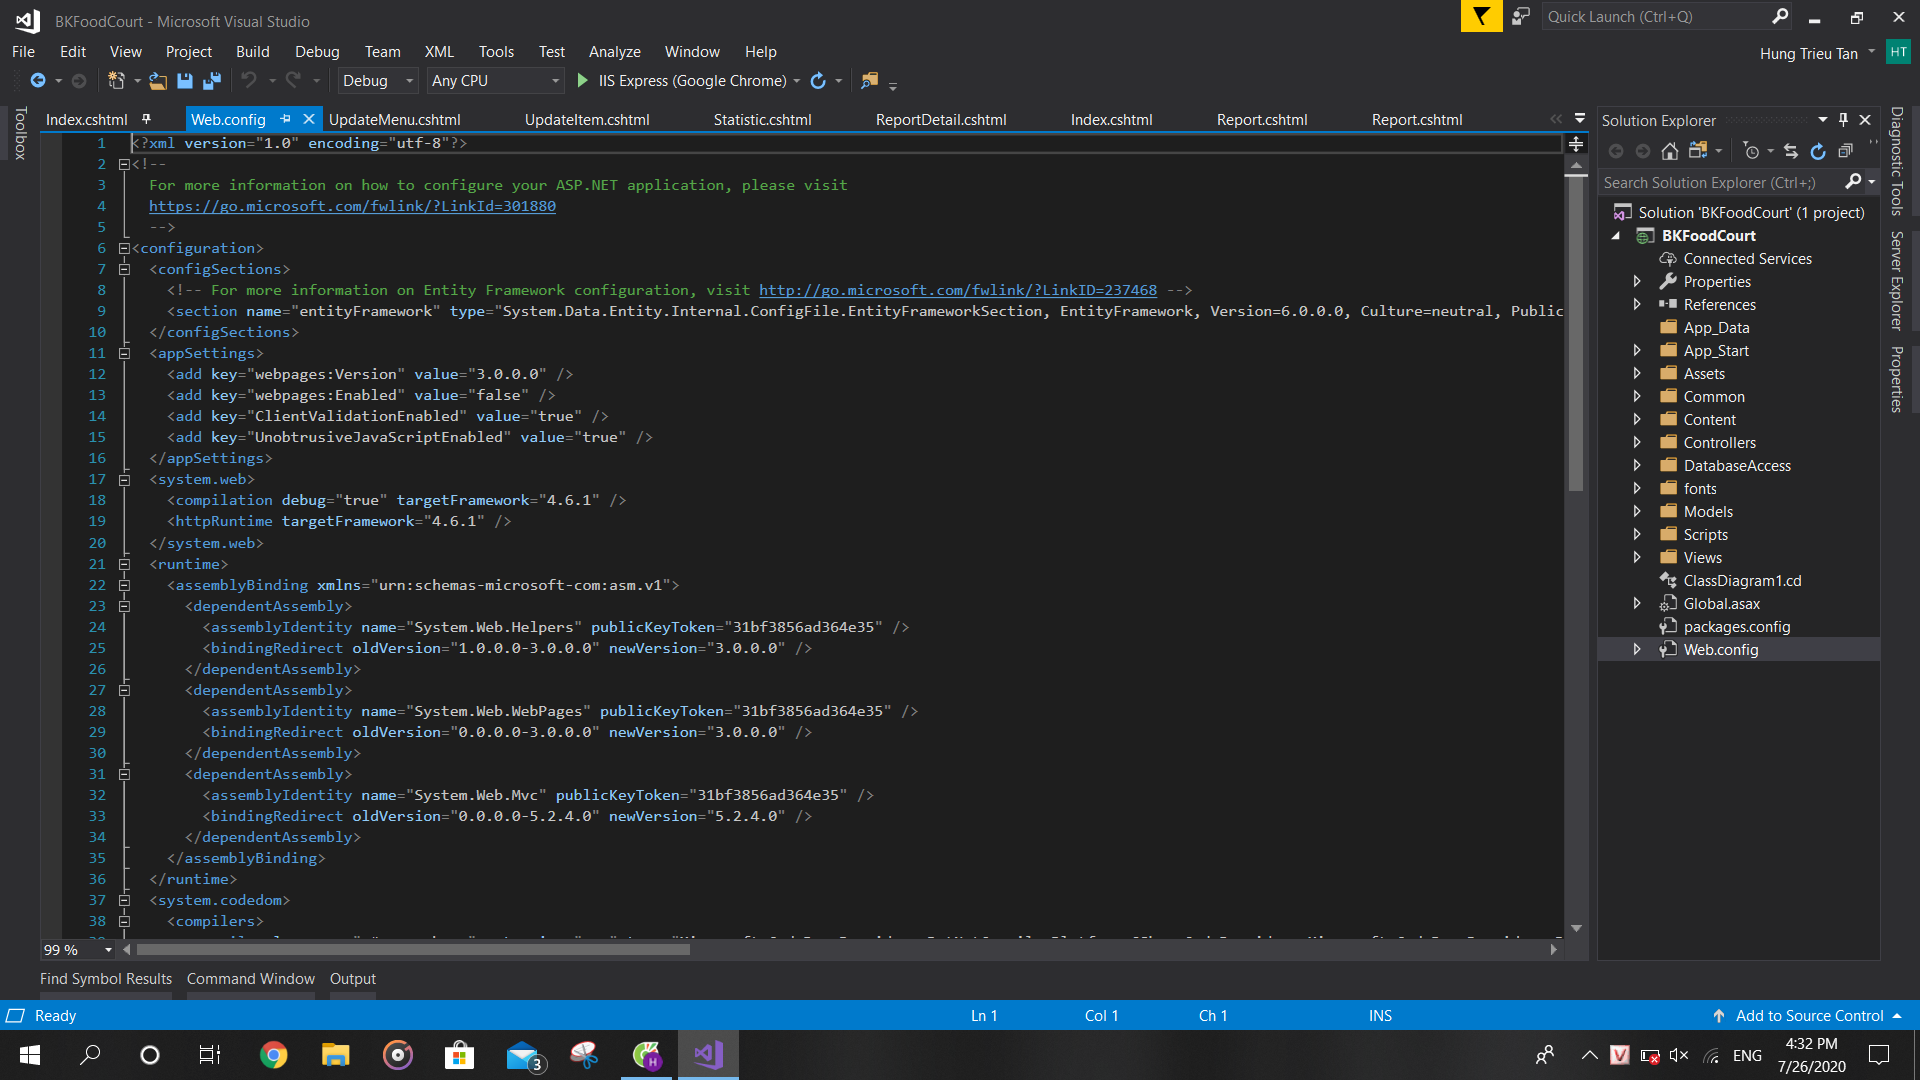 BKFoodCourt - Microsoft Visual Studio
Quick Launch (Ctrl+Q)
File Edit View Project Build Debug Team XML Tools Test Analyze Window Help
Hung Trieu Tan HT
Debug Any CPU IIS Express (Google Chrome)
Toolbox
Index.cshtml Web.config UpdateMenu.cshtml UpdateItem.cshtml Statistic.cshtml ReportDetail.cshtml Index.cshtml Report.cshtml Report.cshtml
1 <?xml version="1.0" encoding="utf-8"?>
2 <!--
3 For more information on how to configure your ASP.NET application, please visit
4 https://go.microsoft.com/fwlink/?LinkId=301880
5 -->
6 <configuration>
7 <configSections>
8 <!-- For more information on Entity Framework configuration, visit http://go.microsoft.com/fwlink/?LinkID=237468 -->
9 <section name="entityFramework" type="System.Data.Entity.Internal.ConfigFile.EntityFrameworkSection, EntityFramework, Version=6.0.0.0, Culture=neutral, Public
10 </configSections>
11 <appSettings>
12 <add key="webpages:Version" value="3.0.0.0" />
13 <add key="webpages:Enabled" value="false" />
14 <add key="ClientValidationEnabled" value="true" />
15 <add key="UnobtrusiveJavaScriptEnabled" value="true" />
16 </appSettings>
17 <system.web>
18 <compilation debug="true" targetFramework="4.6.1" />
19 <httpRuntime targetFramework="4.6.1" />
20 </system.web>
21 <runtime>
22 <assemblyBinding xmlns="urn:schemas-microsoft-com:asm.v1">
23 <dependentAssembly>
24 <assemblyIdentity name="System.Web.Helpers" publicKeyToken="31bf3856ad364e35" />
25 <bindingRedirect oldVersion="1.0.0.0-3.0.0.0" newVersion="3.0.0.0" />
26 </dependentAssembly>
27 <dependentAssembly>
28 <assemblyIdentity name="System.Web.WebPages" publicKeyToken="31bf3856ad364e35" />
29 <bindingRedirect oldVersion="0.0.0.0-3.0.0.0" newVersion="3.0.0.0" />
30 </dependentAssembly>
31 <dependentAssembly>
32 <assemblyIdentity name="System.Web.Mvc" publicKeyToken="31bf3856ad364e35" />
33 <bindingRedirect oldVersion="0.0.0.0-5.2.4.0" newVersion="5.2.4.0" />
34 </dependentAssembly>
35 </assemblyBinding>
36 </runtime>
37 <system.codedom>
38 <compilers>
99 %
Solution Explorer
Search Solution Explorer (Ctrl+;)
Solution 'BKFoodCourt' (1 project)
BKFoodCourt
Connected Services
Properties
References
App_Data
App_Start
Assets
Common
Content
Controllers
DatabaseAccess
fonts
Models
Scripts
Views
ClassDiagram1.cd
Global.asax
packages.config
Web.config
Diagnostic Tools
Server Explorer
Properties
Find Symbol Results Command Window Output
Ready Ln 1 Col 1 Ch 1 INS Add to Source Control
3
ENG
4:32 PM
7/26/2020